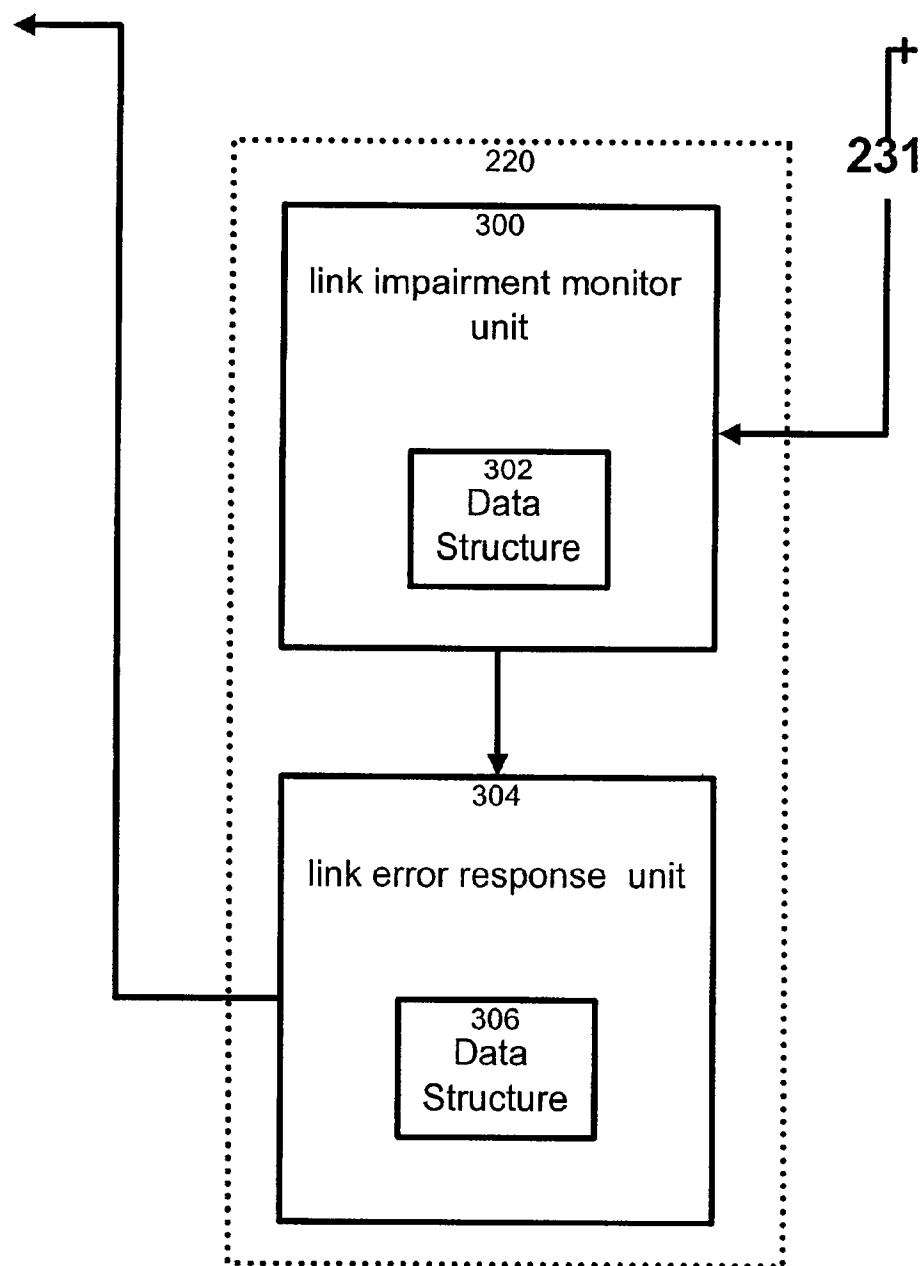 231
220
300
link impairment monitor
unit
302
Data
Structure
304
link error response unit
306
Data
Structure